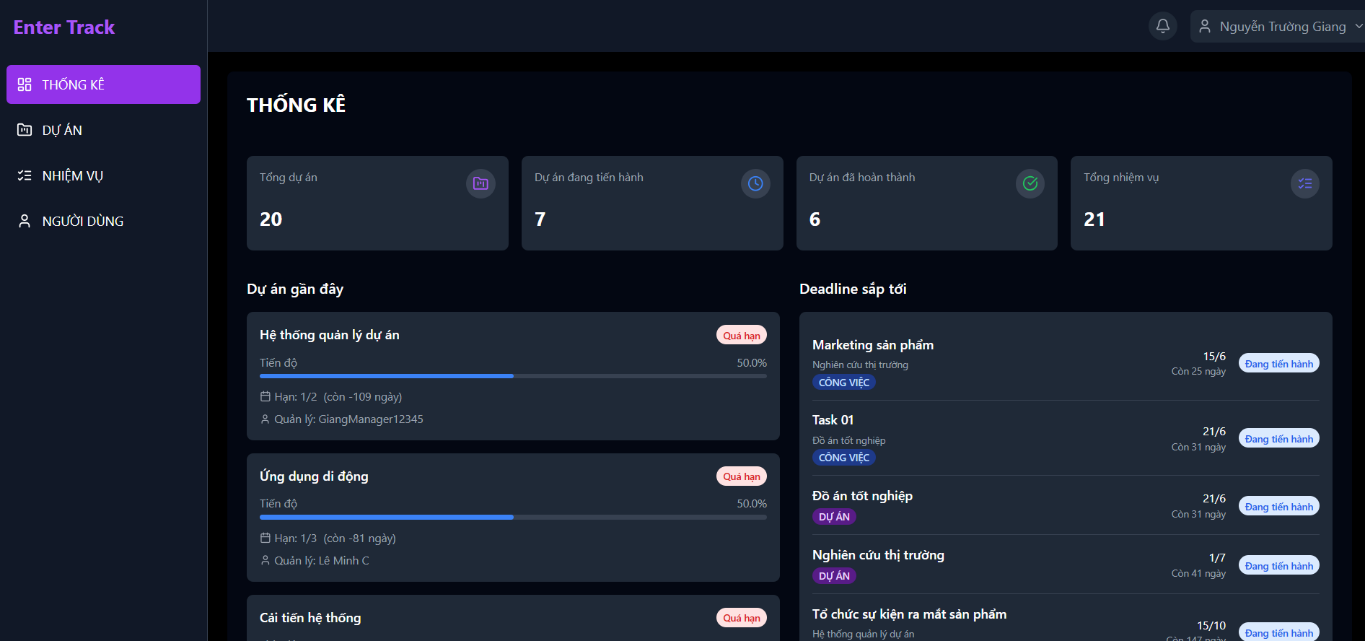 Enter Track
Nguyễn Trường Giang
THỐNG KÊ
DỰ ÁN
NHIỆM VỤ
NGƯỜI DÙNG
THỐNG KÊ
Tổng dự án
20
Dự án đang tiến hành
7
Dự án đã hoàn thành
6
Tổng nhiệm vụ
21
Dự án gần đây
Hệ thống quản lý dự án
Quá hạn
Tiến độ
50.0%
Hạn: 1/2 (còn -109 ngày)
Quản lý: GiangManager12345
Ứng dụng di động
Quá hạn
Tiến độ
50.0%
Hạn: 1/3 (còn -81 ngày)
Quản lý: Lê Minh C
Cải tiến hệ thống
Quá hạn
Deadline sắp tới
Marketing sản phẩm
Nghiên cứu thị trường
CÔNG VIỆC
15/6
Còn 25 ngày
Đang tiến hành
Task 01
Đồ án tốt nghiệp
CÔNG VIỆC
21/6
Còn 31 ngày
Đang tiến hành
Đồ án tốt nghiệp
DỰ ÁN
21/6
Còn 31 ngày
Đang tiến hành
Nghiên cứu thị trường
DỰ ÁN
1/7
Còn 41 ngày
Đang tiến hành
Tổ chức sự kiện ra mắt sản phẩm
Hệ thống quản lý dự án
15/10
Còn 147 ngày
Đang tiến hành